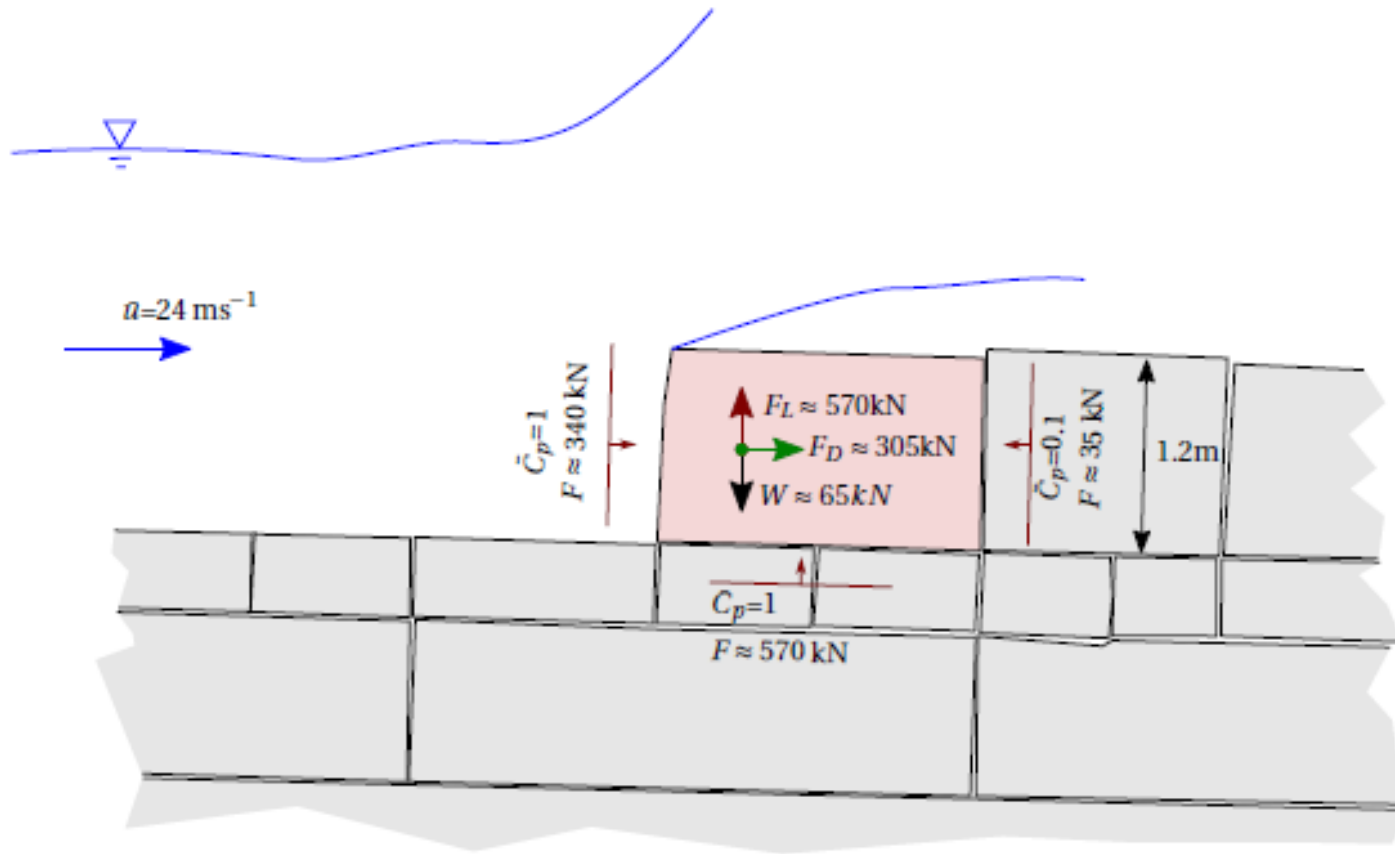 ū=24 ms⁻¹
C̄ₚ=1
F ≈ 340 kN
F_L ≈ 570kN
F_D ≈ 305kN
W ≈ 65kN
C̄ₚ=0.1
F ≈ 35 kN
1.2m
C̄ₚ=1
F ≈ 570 kN